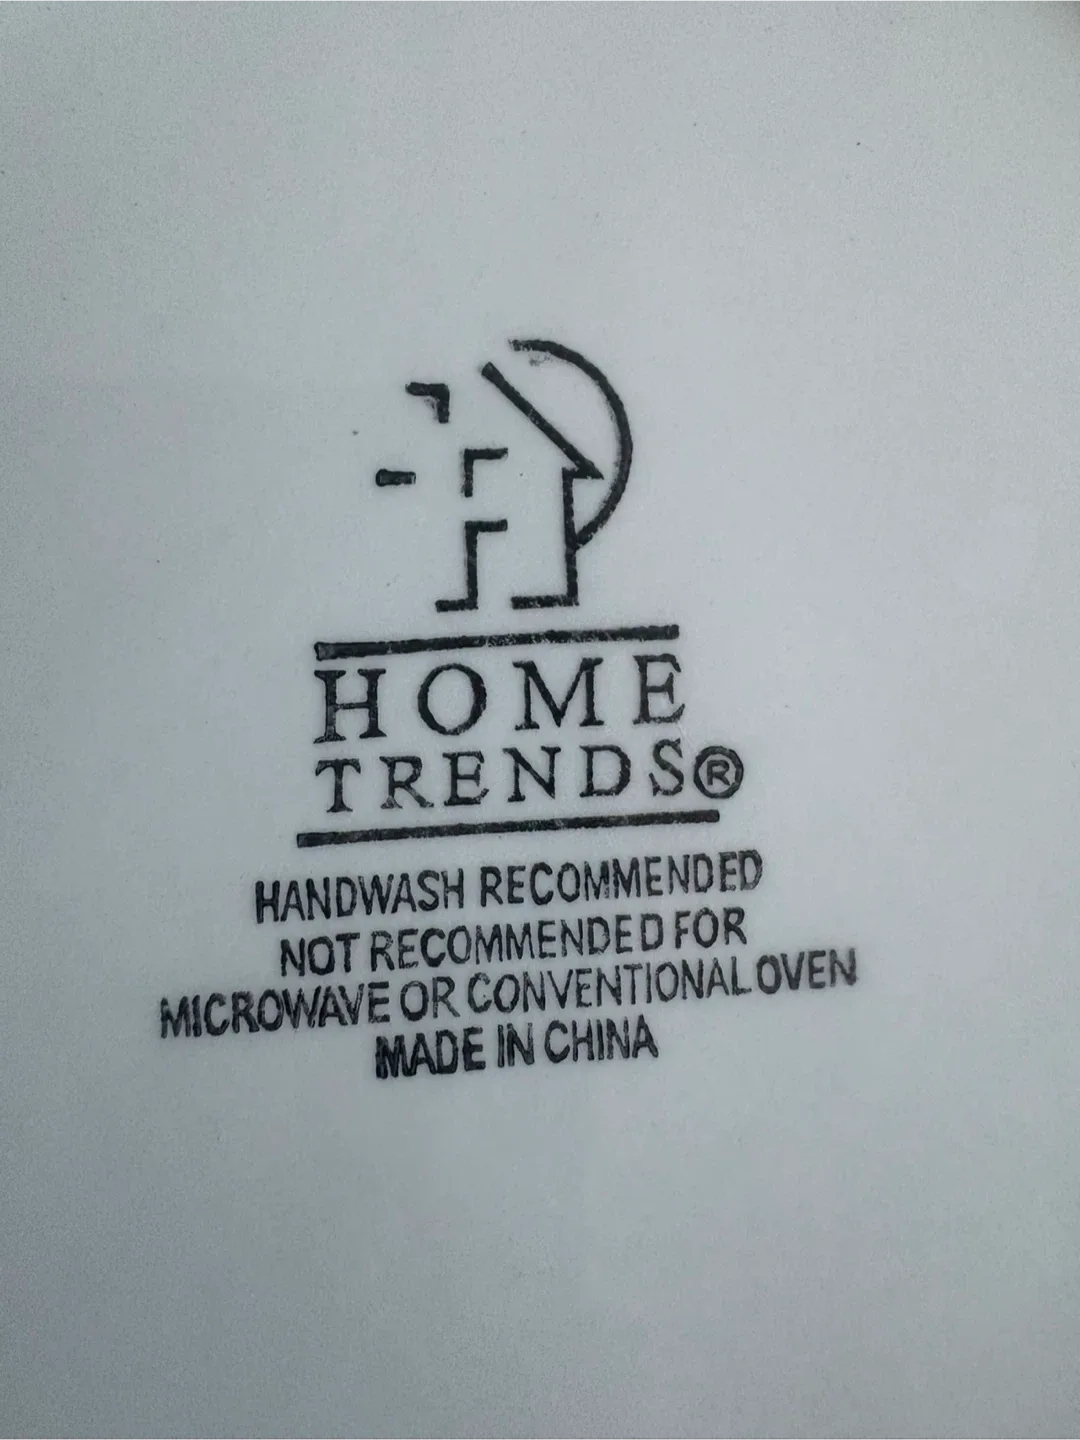 HOME
TRENDS®
HANDWASH RECOMMENDED
NOT RECOMMENDED FOR
MICROWAVE OR CONVENTIONAL OVEN
MADE IN CHINA